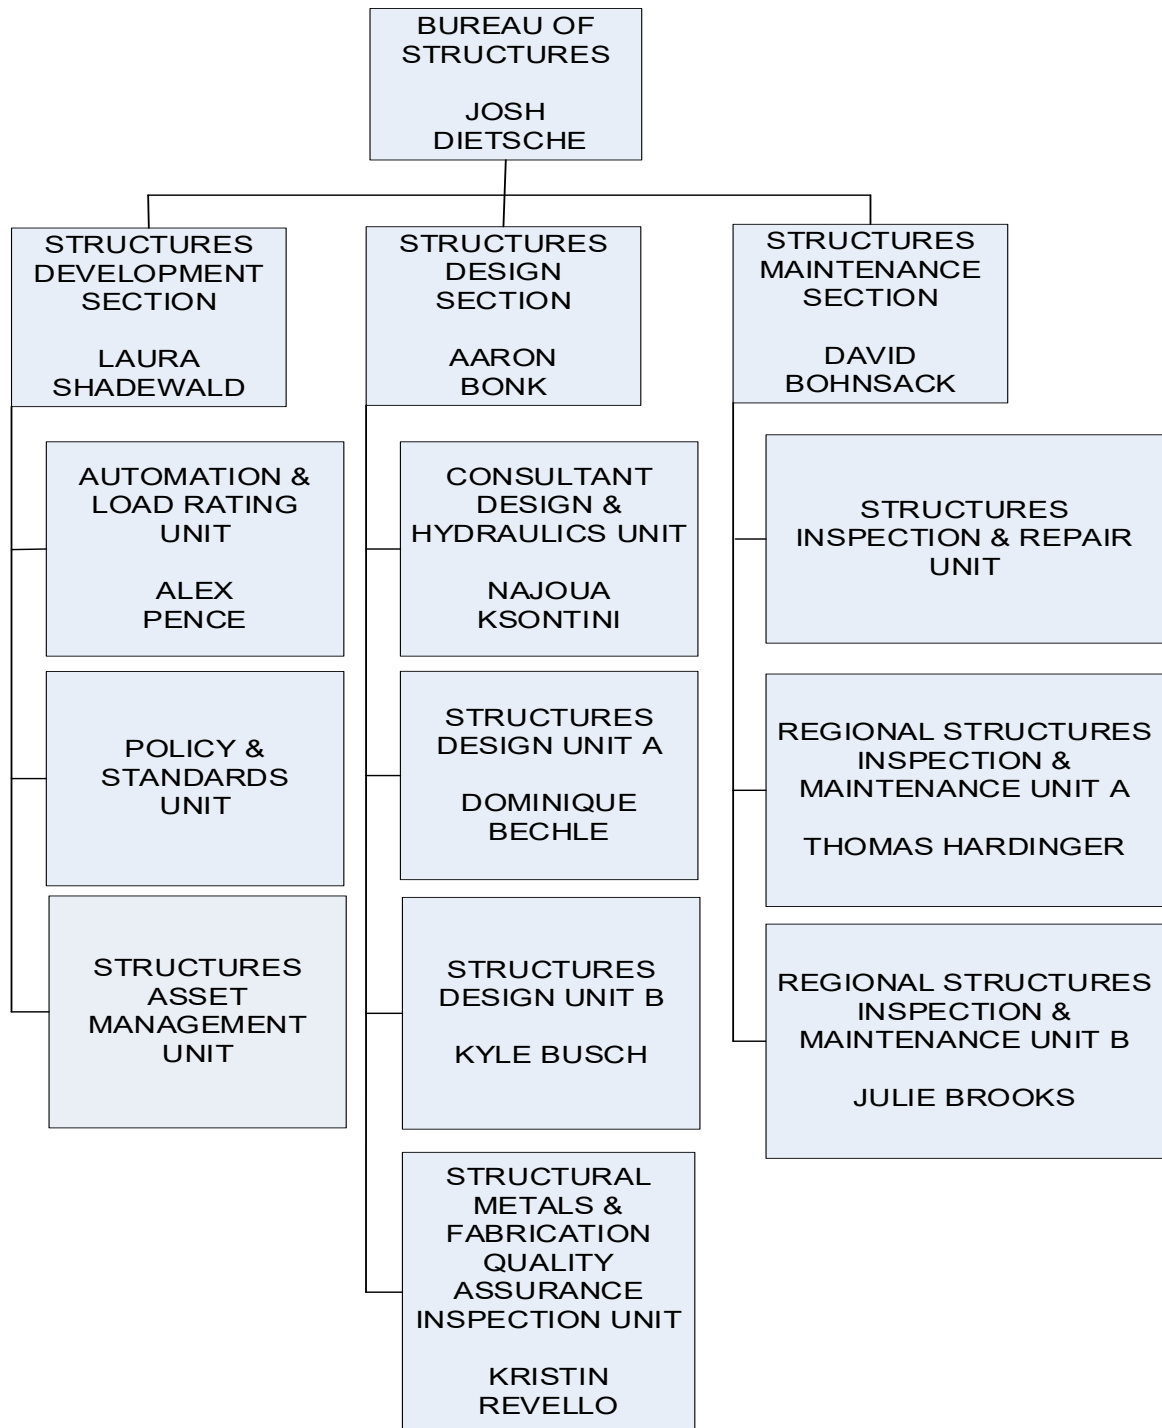 BUREAU OF
STRUCTURES
JOSH
DIETSCHE
STRUCTURES
DEVELOPMENT
SECTION
LAURA
SHADEWALD
AUTOMATION &
LOAD RATING
UNIT
ALEX
PENCE
POLICY &
STANDARDS
UNIT
STRUCTURES
ASSET
MANAGEMENT
UNIT
STRUCTURES
DESIGN
SECTION
AARON
BONK
CONSULTANT
DESIGN &
HYDRAULICS UNIT
NAJOUA
KSONTINI
STRUCTURES
DESIGN UNIT A
DOMINIQUE
BECHLE
STRUCTURES
DESIGN UNIT B
KYLE BUSCH
STRUCTURAL
METALS &
FABRICATION
QUALITY
ASSURANCE
INSPECTION UNIT
KRISTIN
REVELLO
STRUCTURES
MAINTENANCE
SECTION
DAVID
BOHNSACK
STRUCTURES
INSPECTION & REPAIR
UNIT
REGIONAL STRUCTURES
INSPECTION &
MAINTENANCE UNIT A
THOMAS HARDINGER
REGIONAL STRUCTURES
INSPECTION &
MAINTENANCE UNIT B
JULIE BROOKS